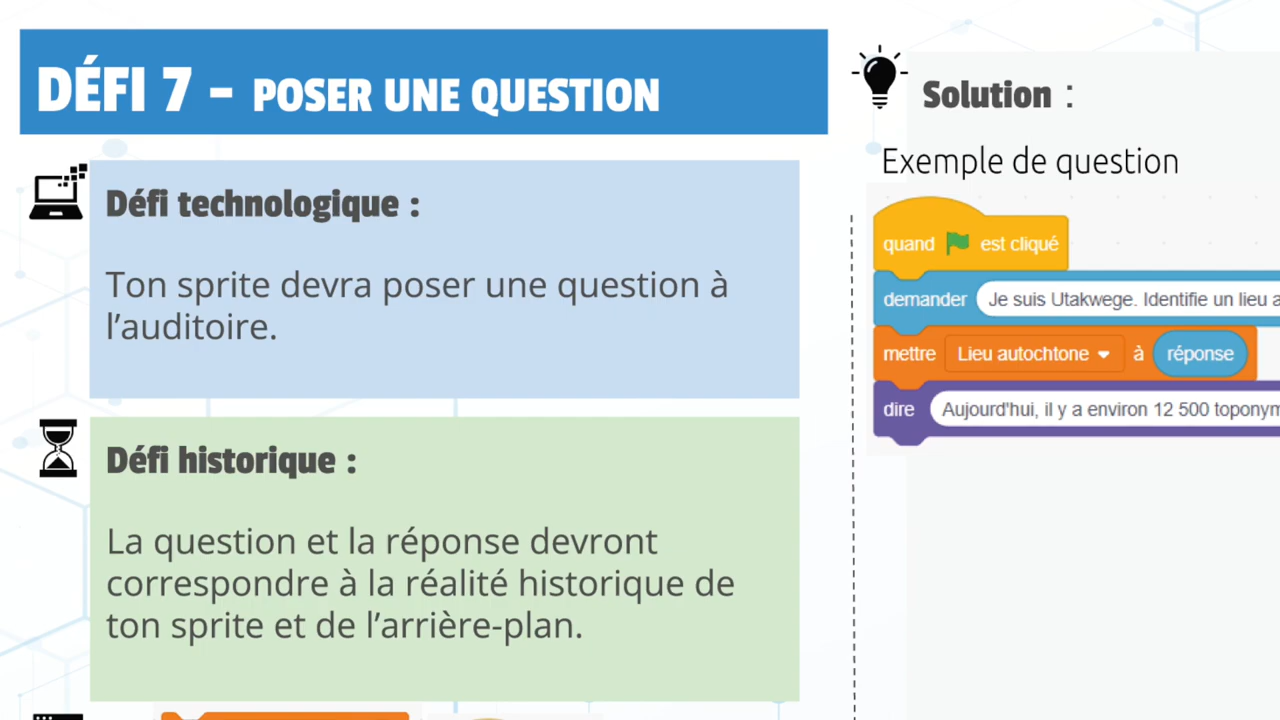 DÉFI 7 - POSER UNE QUESTION
Défi technologique :
Ton sprite devra poser une question à
l'auditoire.
Défi historique :
La question et la réponse devront
correspondre à la réalité historique de
ton sprite et de l'arrière-plan.
Solution :
Exemple de question
quand est cliqué
demander Je suis Utakwege. Identifie un lieu
mettre Lieu autochtone à réponse
dire Aujourd'hui, il y a environ 12 500